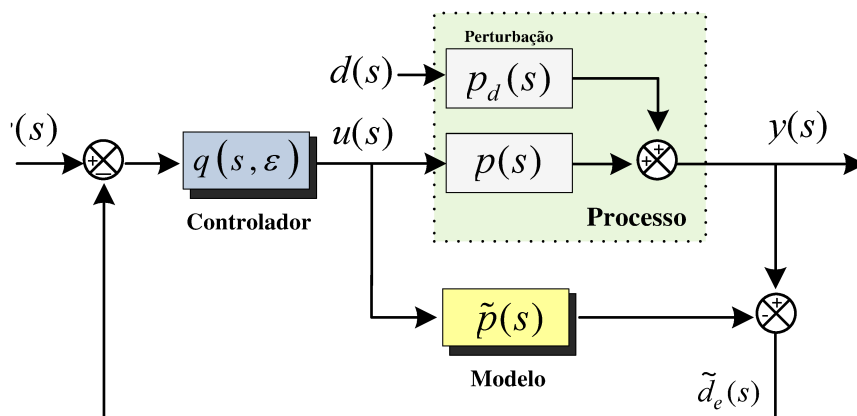 Perturbação
d(s)
p_d(s)
(s)
u(s)
y(s)
q(s, ε)
p(s)
+
−
+
+
Controlador
Processo
p̃(s)
+
-
Modelo
d̃_e(s)